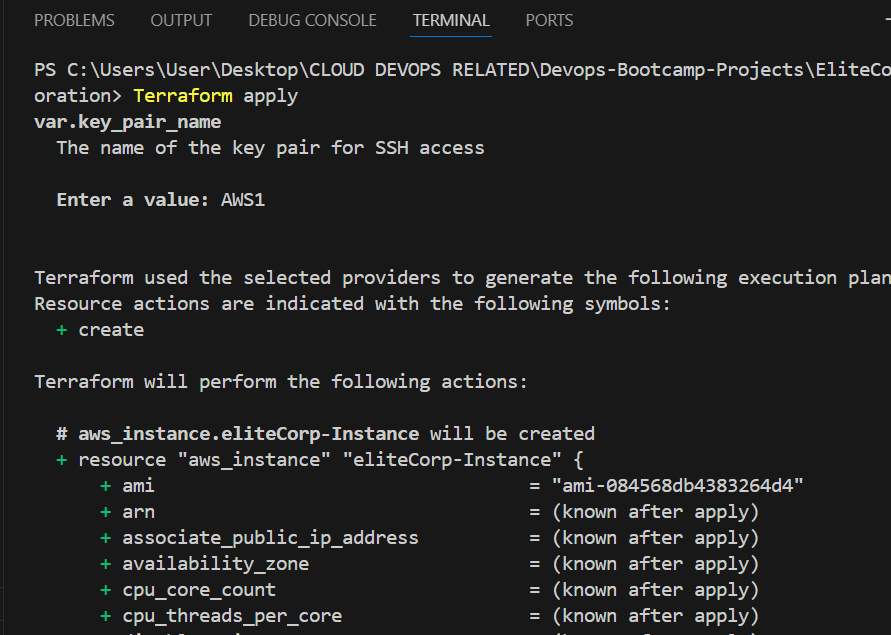 PROBLEMS OUTPUT DEBUG CONSOLE TERMINAL PORTS
PS C:\Users\User\Desktop\CLOUD DEVOPS RELATED\Devops-Bootcamp-Projects\EliteCo
oration> Terraform apply
var.key_pair_name
The name of the key pair for SSH access
Enter a value: AWS1
Terraform used the selected providers to generate the following execution plan
Resource actions are indicated with the following symbols:
+ create
Terraform will perform the following actions:
# aws_instance.eliteCorp-Instance will be created
+ resource "aws_instance" "eliteCorp-Instance" {
+ ami = "ami-084568db4383264d4"
+ arn = (known after apply)
+ associate_public_ip_address = (known after apply)
+ availability_zone = (known after apply)
+ cpu_core_count = (known after apply)
+ cpu_threads_per_core = (known after apply)